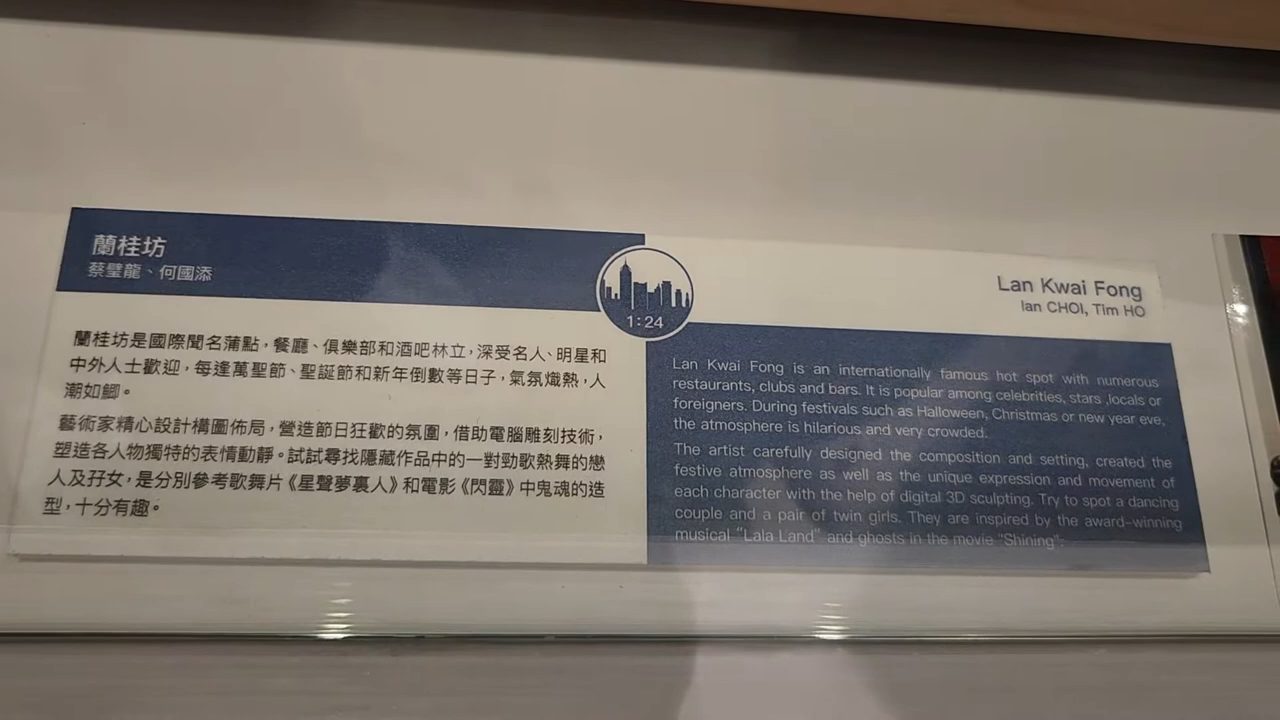 蘭桂坊
蔡璧龍、何國添
蘭桂坊是國際聞名蒲點，餐廳、俱樂部和酒吧林立，深受名人、明星和
中外人士歡迎，每逢萬聖節、聖誕節和新年倒數等日子，氣氛熾熱，人
潮如鯽。
藝術家精心設計構圖佈局，營造節日狂歡的氛圍，借助電腦雕刻技術，
塑造各人物獨特的表情動靜。試試尋找隱藏作品中的一對勁歌熱舞的戀
人及孖女，是分別參考歌舞片《星聲夢裏人》和電影《閃靈》中鬼魂的造
型，十分有趣。
1:24
Lan Kwai Fong
Ian CHOI, Tim HO
Lan Kwai Fong is an internationally famous hot spot with numerous
restaurants, clubs and bars. It is popular among celebrities, stars ,locals or
foreigners. During festivals such as Halloween, Christmas or new year eve,
the atmosphere is hilarious and very crowded.
The artist carefully designed the composition and setting, created the
festive atmosphere as well as the unique expression and movement of
each character with the help of digital 3D sculpting. Try to spot a dancing
couple and a pair of twin girls. They are inspired by the award-winning
musical "Lala Land" and ghosts in the movie "Shining".